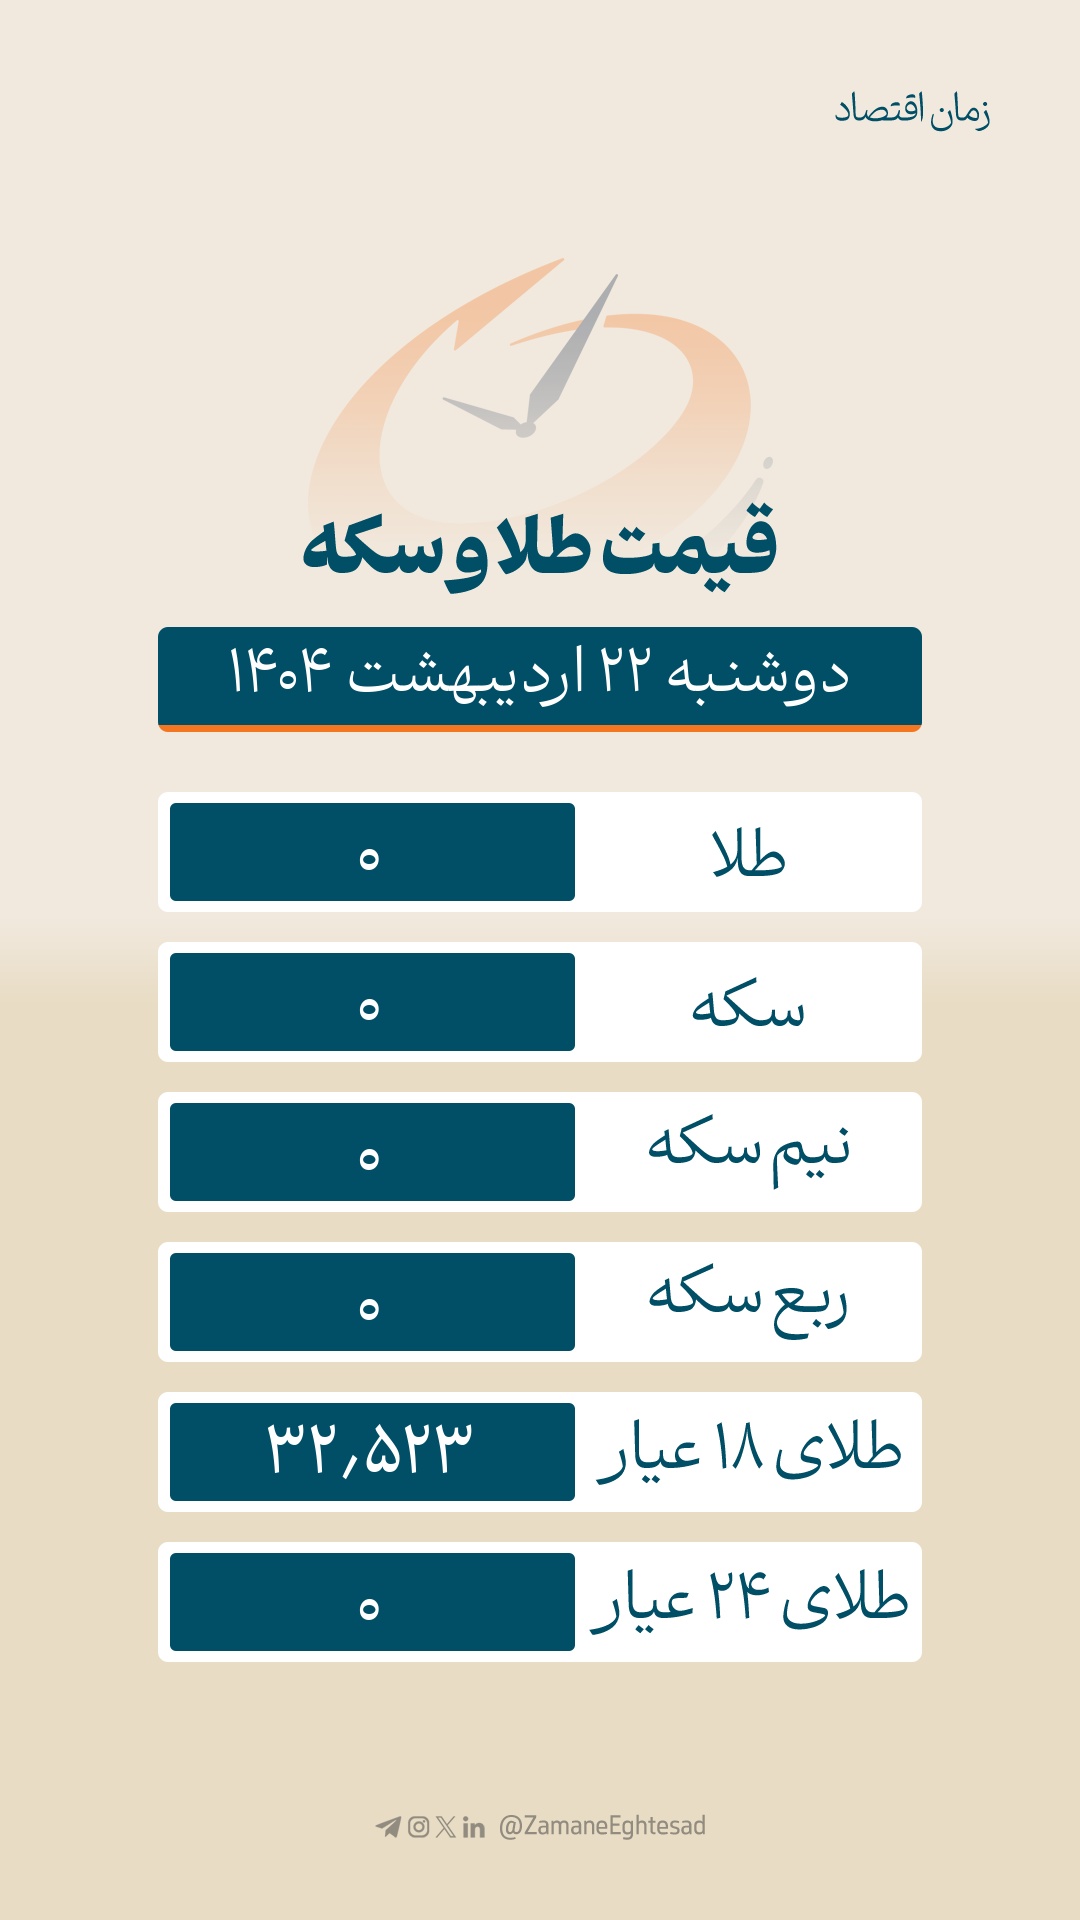 زمان اقتصاد
قیمت طلا و سکه
دوشنبه ۲۲ اردیبهشت ۱۴۰۴
طلا ۰
سکه ۰
نیم سکه ۰
ربع سکه ۰
طلای ۱۸ عیار ۳۲٫۵۲۳
طلای ۲۴ عیار ۰
@ZamaneEghtesad